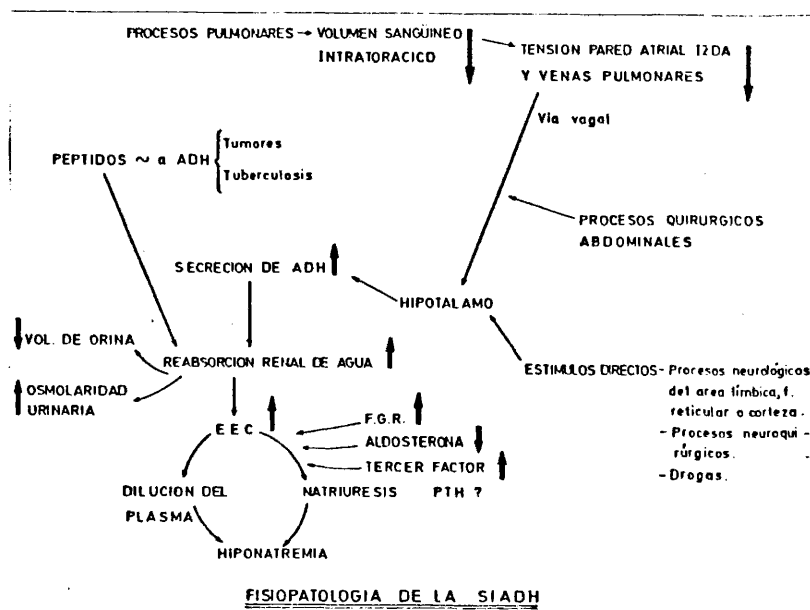 PROCESOS PULMONARES → VOLUMEN SANGÜINEO
INTRATORACICO
TENSION PARED ATRIAL IZDA
Y VENAS PULMONARES
Via vagal
PEPTIDOS ~ a ADH
Tumores
Tuberculosis
PROCESOS QUIRURGICOS
ABDOMINALES
SECRECION DE ADH
HIPOTALAMO
VOL. DE ORINA
REABSORCION RENAL DE AGUA
OSMOLARIDAD
URINARIA
ESTIMULOS DIRECTOS - Procesos neurológicos
del area límbica, f.
reticular o corteza.
- Procesos neuroqui-
rúrgicos.
- Drogas.
E E C
F.G.R.
ALDOSTERONA
TERCER FACTOR
DILUCION DEL
PLASMA
NATRIURESIS PTH ?
HIPONATREMIA
FISIOPATOLOGIA DE LA SIADH